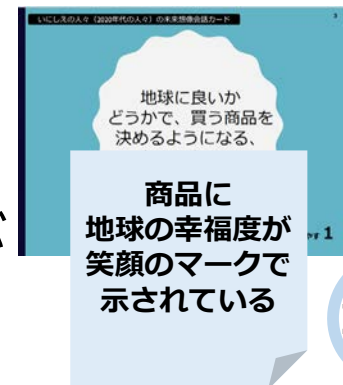 いにしえの人々（2020年代の人々）の未来想像会話カード
3
地球に良いか
どうかで、買う商品を
決めるようになる、
商品に
地球の幸福度が
笑顔のマークで
示されている
1